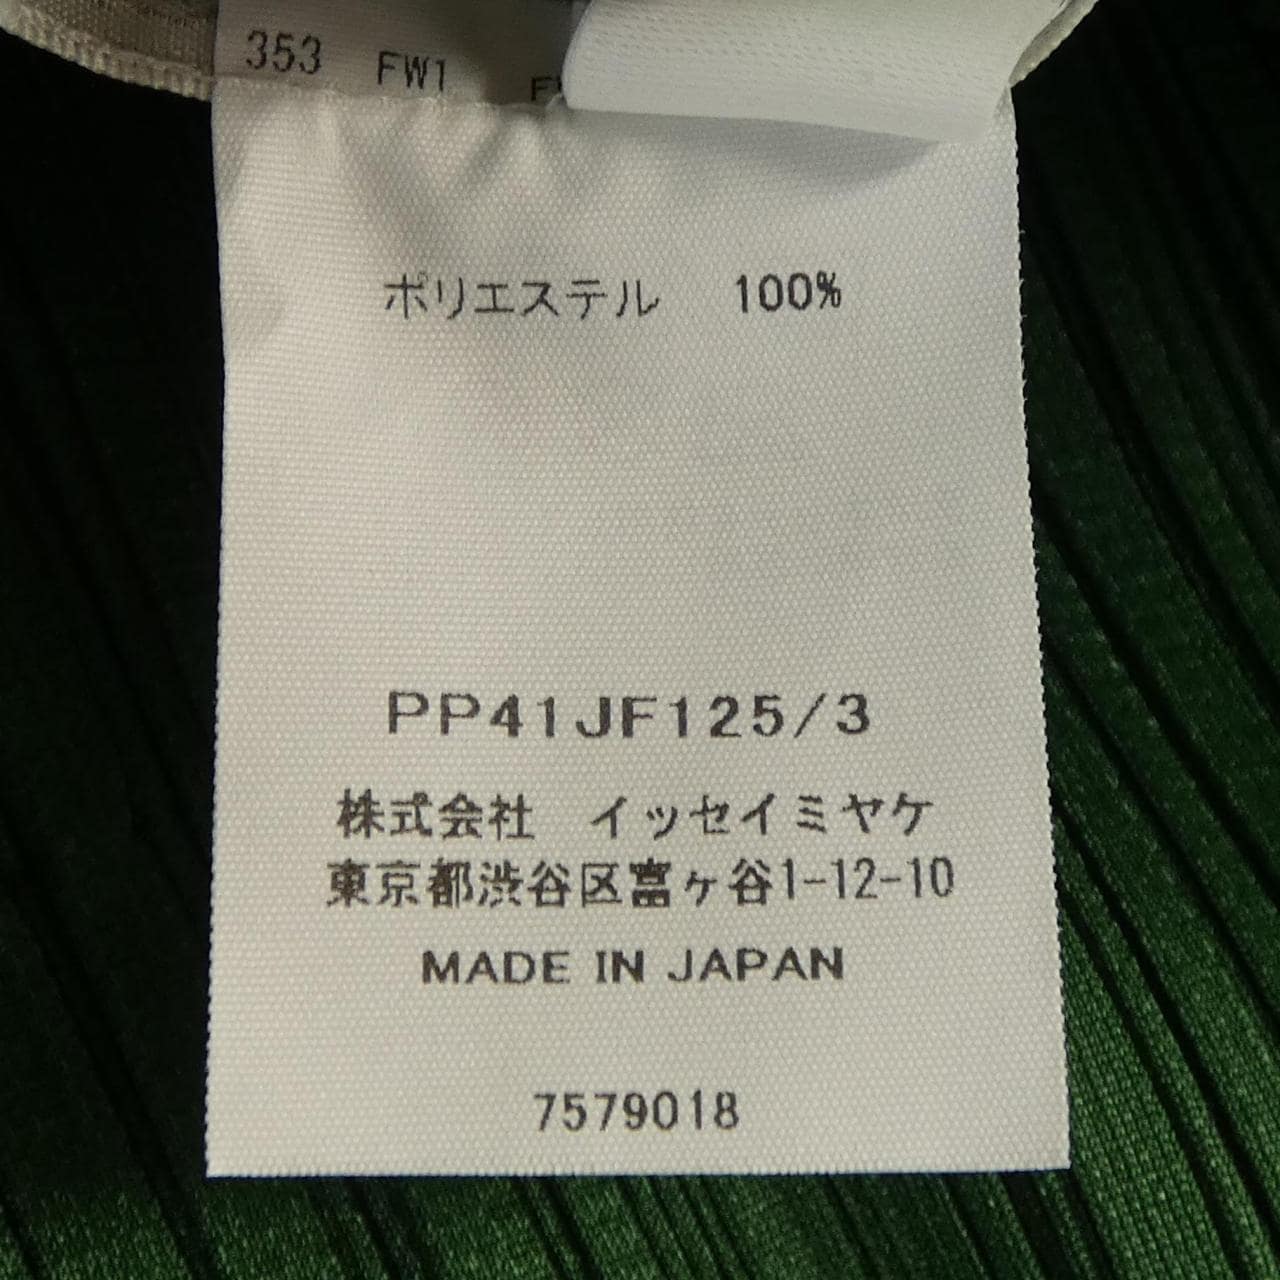 353 FW1
ポリエステル 100%
PP41JF125/3
株式会社 イッセイミヤケ
東京都渋谷区富ヶ谷1-12-10
MADE IN JAPAN
7579018